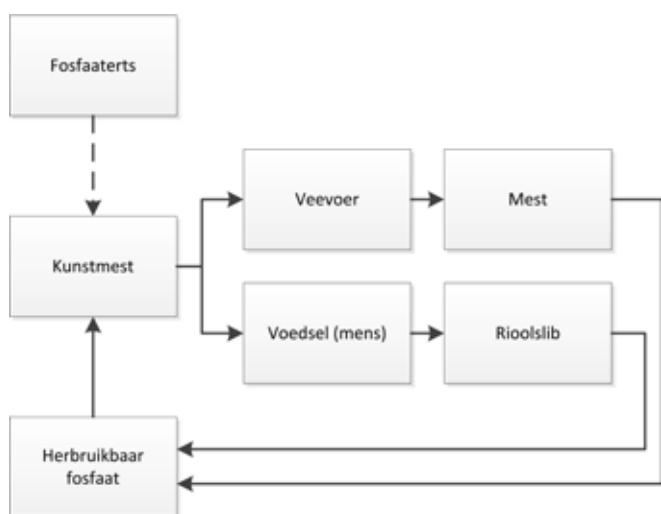 Fosfaaterts
Veevoer
Mest
Kunstmest
Voedsel (mens)
Rioolslib
Herbruikbaar
fosfaat